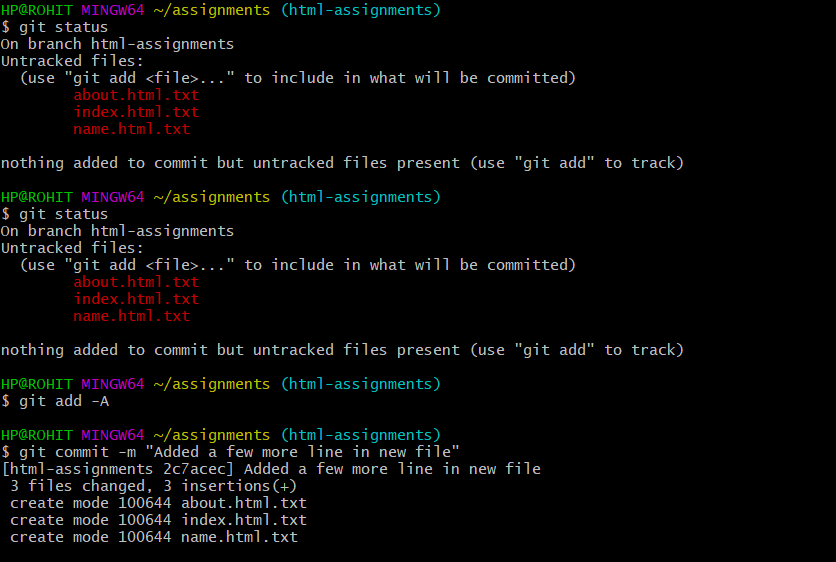 HP@ROHIT MINGW64 ~/assignments (html-assignments)
$ git status
On branch html-assignments
Untracked files:
  (use "git add <file>..." to include in what will be committed)
        about.html.txt
        index.html.txt
        name.html.txt

nothing added to commit but untracked files present (use "git add" to track)

HP@ROHIT MINGW64 ~/assignments (html-assignments)
$ git status
On branch html-assignments
Untracked files:
  (use "git add <file>..." to include in what will be committed)
        about.html.txt
        index.html.txt
        name.html.txt

nothing added to commit but untracked files present (use "git add" to track)

HP@ROHIT MINGW64 ~/assignments (html-assignments)
$ git add -A

HP@ROHIT MINGW64 ~/assignments (html-assignments)
$ git commit -m "Added a few more line in new file"
[html-assignments 2c7acec] Added a few more line in new file
 3 files changed, 3 insertions(+)
 create mode 100644 about.html.txt
 create mode 100644 index.html.txt
 create mode 100644 name.html.txt